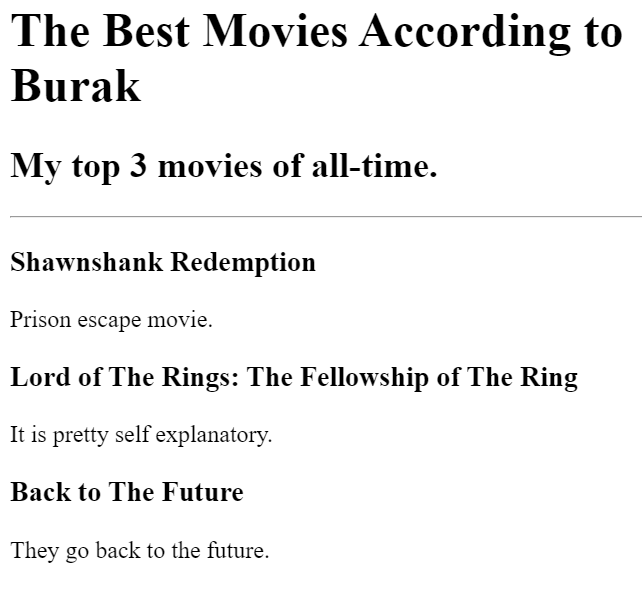 The Best Movies According to
Burak
My top 3 movies of all-time.
Shawnshank Redemption
Prison escape movie.
Lord of The Rings: The Fellowship of The Ring
It is pretty self explanatory.
Back to The Future
They go back to the future.